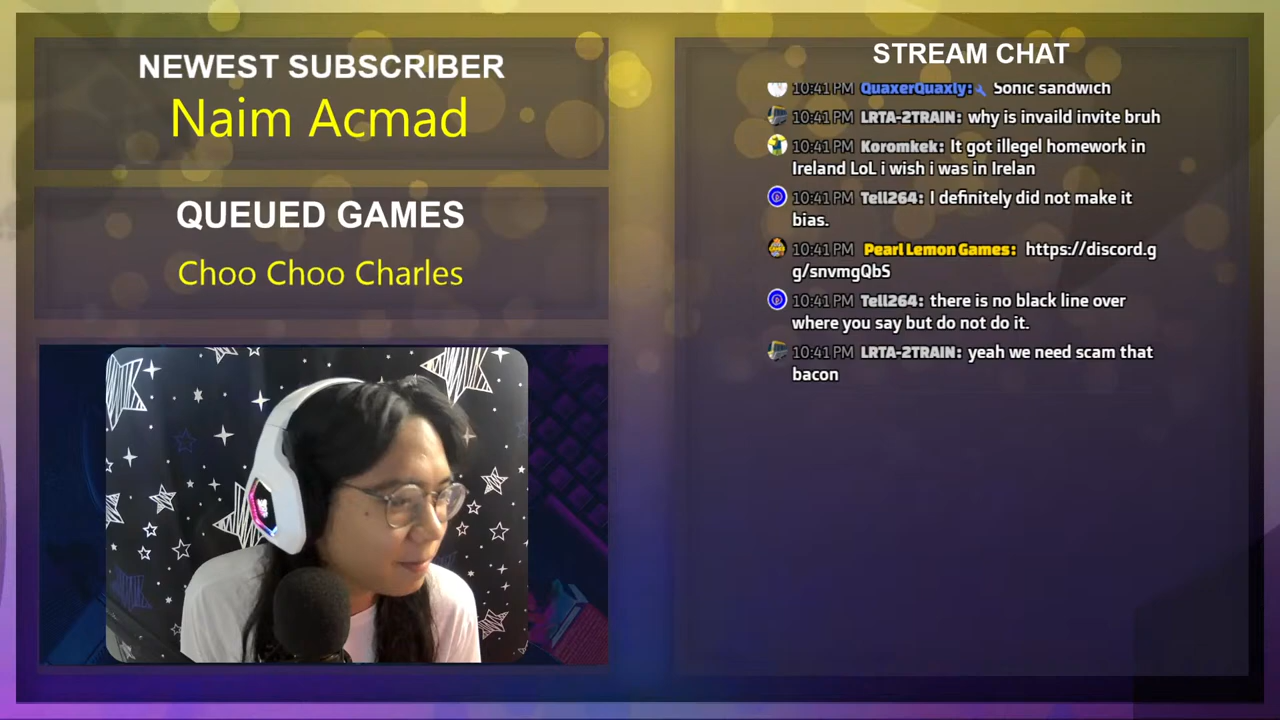 NEWEST SUBSCRIBER
Naim Acmad
QUEUED GAMES
Choo Choo Charles
STREAM CHAT
10:41 PM QuaxerQuaxly: Sonic sandwich
10:41 PM LRTA-2TRAIN: why is invaild invite bruh
10:41 PM Koromkek: It got illegel homework in
Ireland LoL i wish i was in Irelan
10:41 PM Tell264: I definitely did not make it
bias.
10:41 PM Pearl Lemon Games: https://discord.g
g/snvmgQbS
10:41 PM Tell264: there is no black line over
where you say but do not do it.
10:41 PM LRTA-2TRAIN: yeah we need scam that
bacon